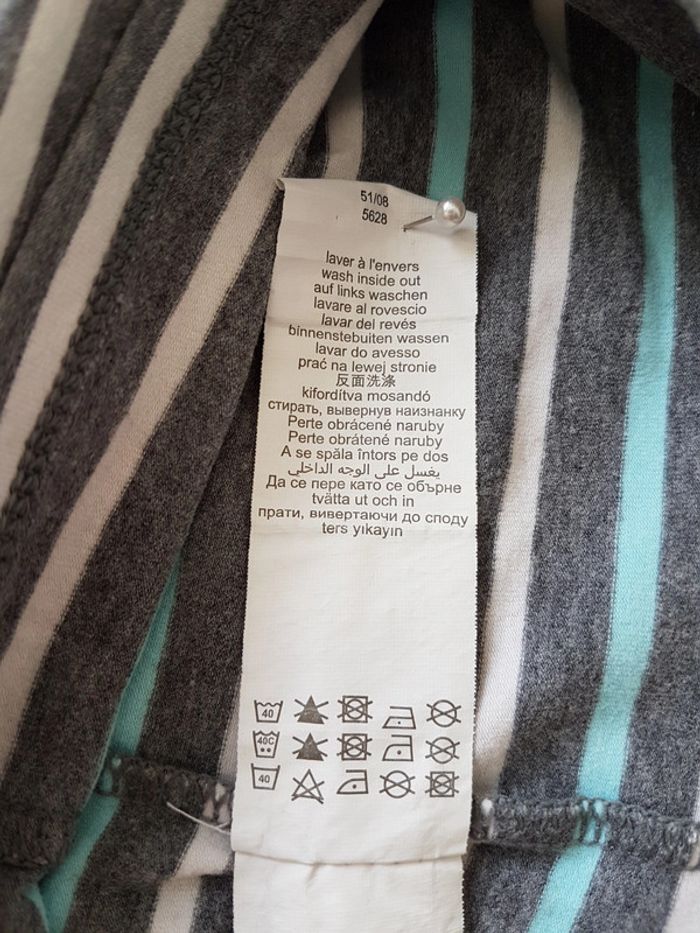 51/08
5628
laver à l'envers
wash inside out
auf links waschen
lavare al rovescio
lavar del revés
binnenstebuiten wassen
lavar do avesso
prać na lewej stronie
反面洗涤
kifordítva mosandó
стирать, вывернув наизнанку
Perte obrácené naruby
Perte obrátené naruby
A se spăla întors pe dos
يغسل على الوجه الداخلي
Да се пере като се обърне
tvätta ut och in
прати, вивертаючи до споду
ters yıkayın
40
40C
40